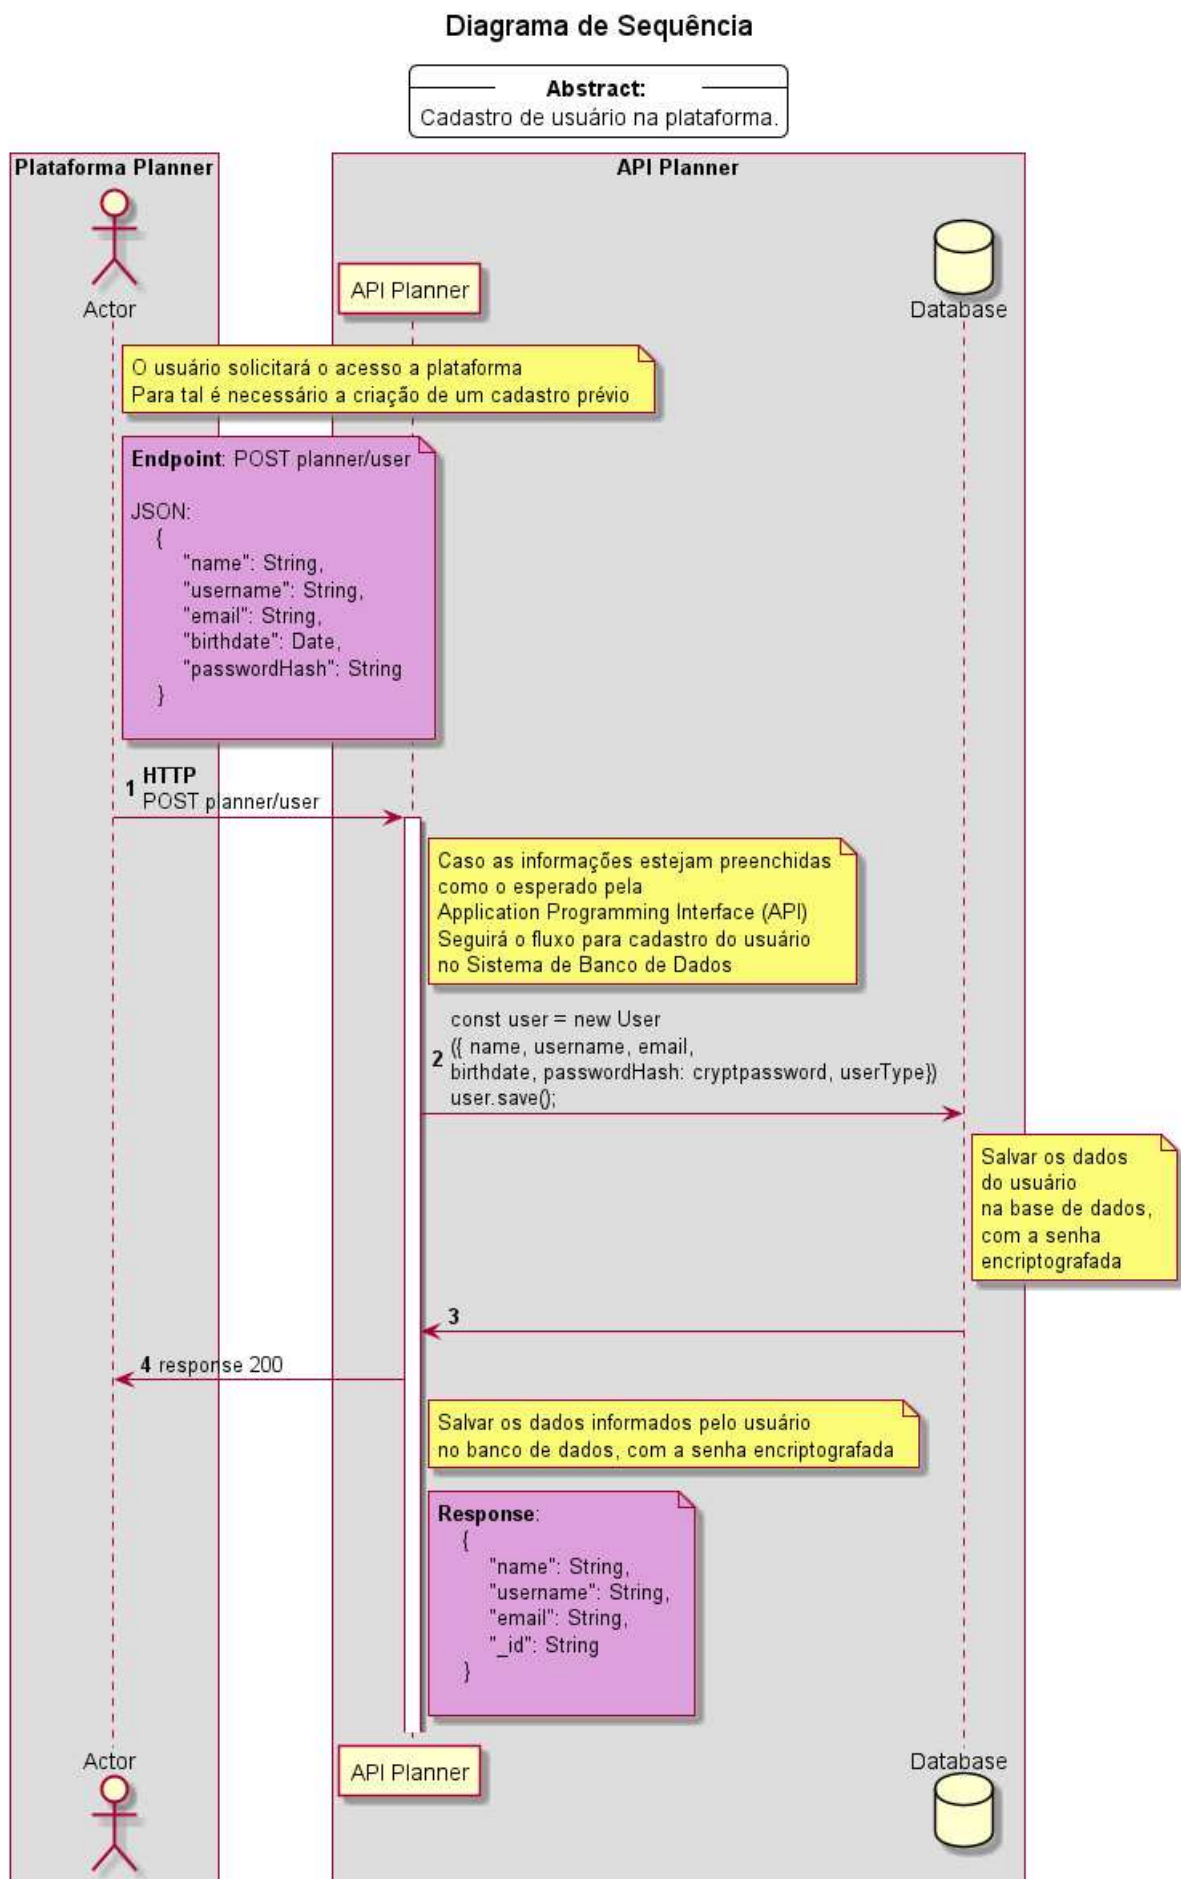 Diagrama de Sequência
Abstract:
Cadastro de usuário na plataforma.
Plataforma Planner
API Planner
Actor
API Planner
Database
O usuário solicitará o acesso a plataforma
Para tal é necessário a criação de um cadastro prévio
Endpoint: POST planner/user
JSON:
{
"name": String,
"username": String,
"email": String,
"birthdate": Date,
"passwordHash": String
}
1 HTTP
POST planner/user
Caso as informações estejam preenchidas
como o esperado pela
Application Programming Interface (API)
Seguirá o fluxo para cadastro do usuário
no Sistema de Banco de Dados
const user = new User
2 ({ name, username, email,
birthdate, passwordHash: cryptpassword, userType})
user.save();
Salvar os dados
do usuário
na base de dados,
com a senha
encriptografada
3
4 response 200
Salvar os dados informados pelo usuário
no banco de dados, com a senha encriptografada
Response:
{
"name": String,
"username": String,
"email": String,
"_id": String
}
Actor
API Planner
Database